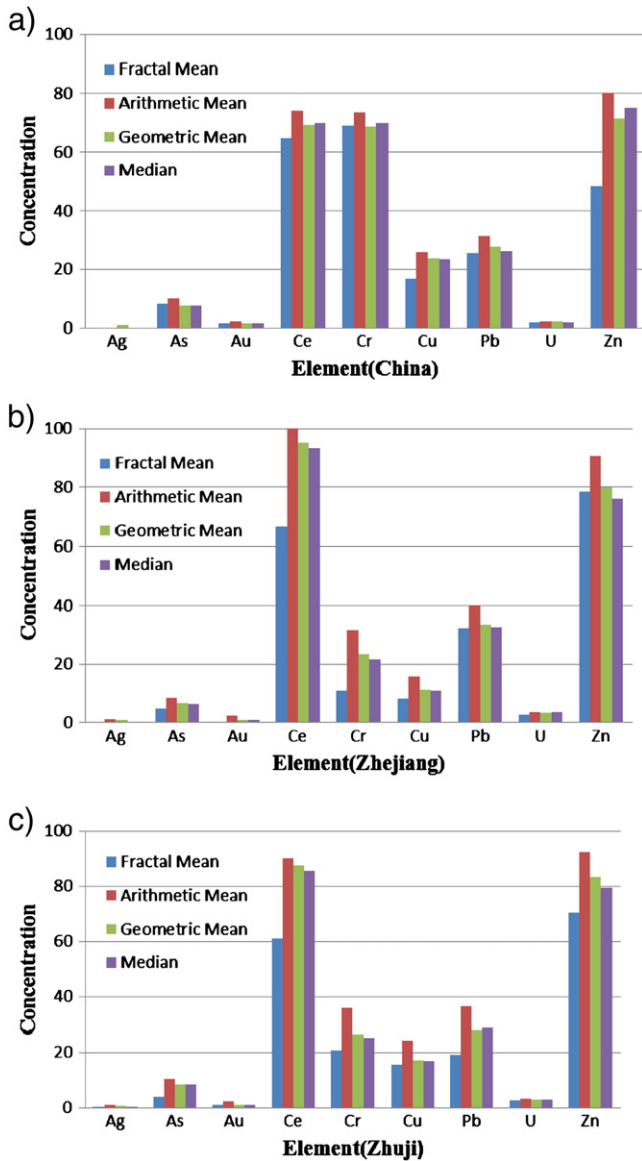 a)
100
80
60
40
20
0
Concentration
Fractal Mean
Arithmetic Mean
Geometric Mean
Median
Ag As Au Ce Cr Cu Pb U Zn
Element(China)
b)
100
80
60
40
20
0
Concentration
Fractal Mean
Arithmetic Mean
Geometric Mean
Median
Ag As Au Ce Cr Cu Pb U Zn
Element(Zhejiang)
c)
100
80
60
40
20
0
Concentration
Fractal Mean
Arithmetic Mean
Geometric Mean
Median
Ag As Au Ce Cr Cu Pb U Zn
Element(Zhuji)